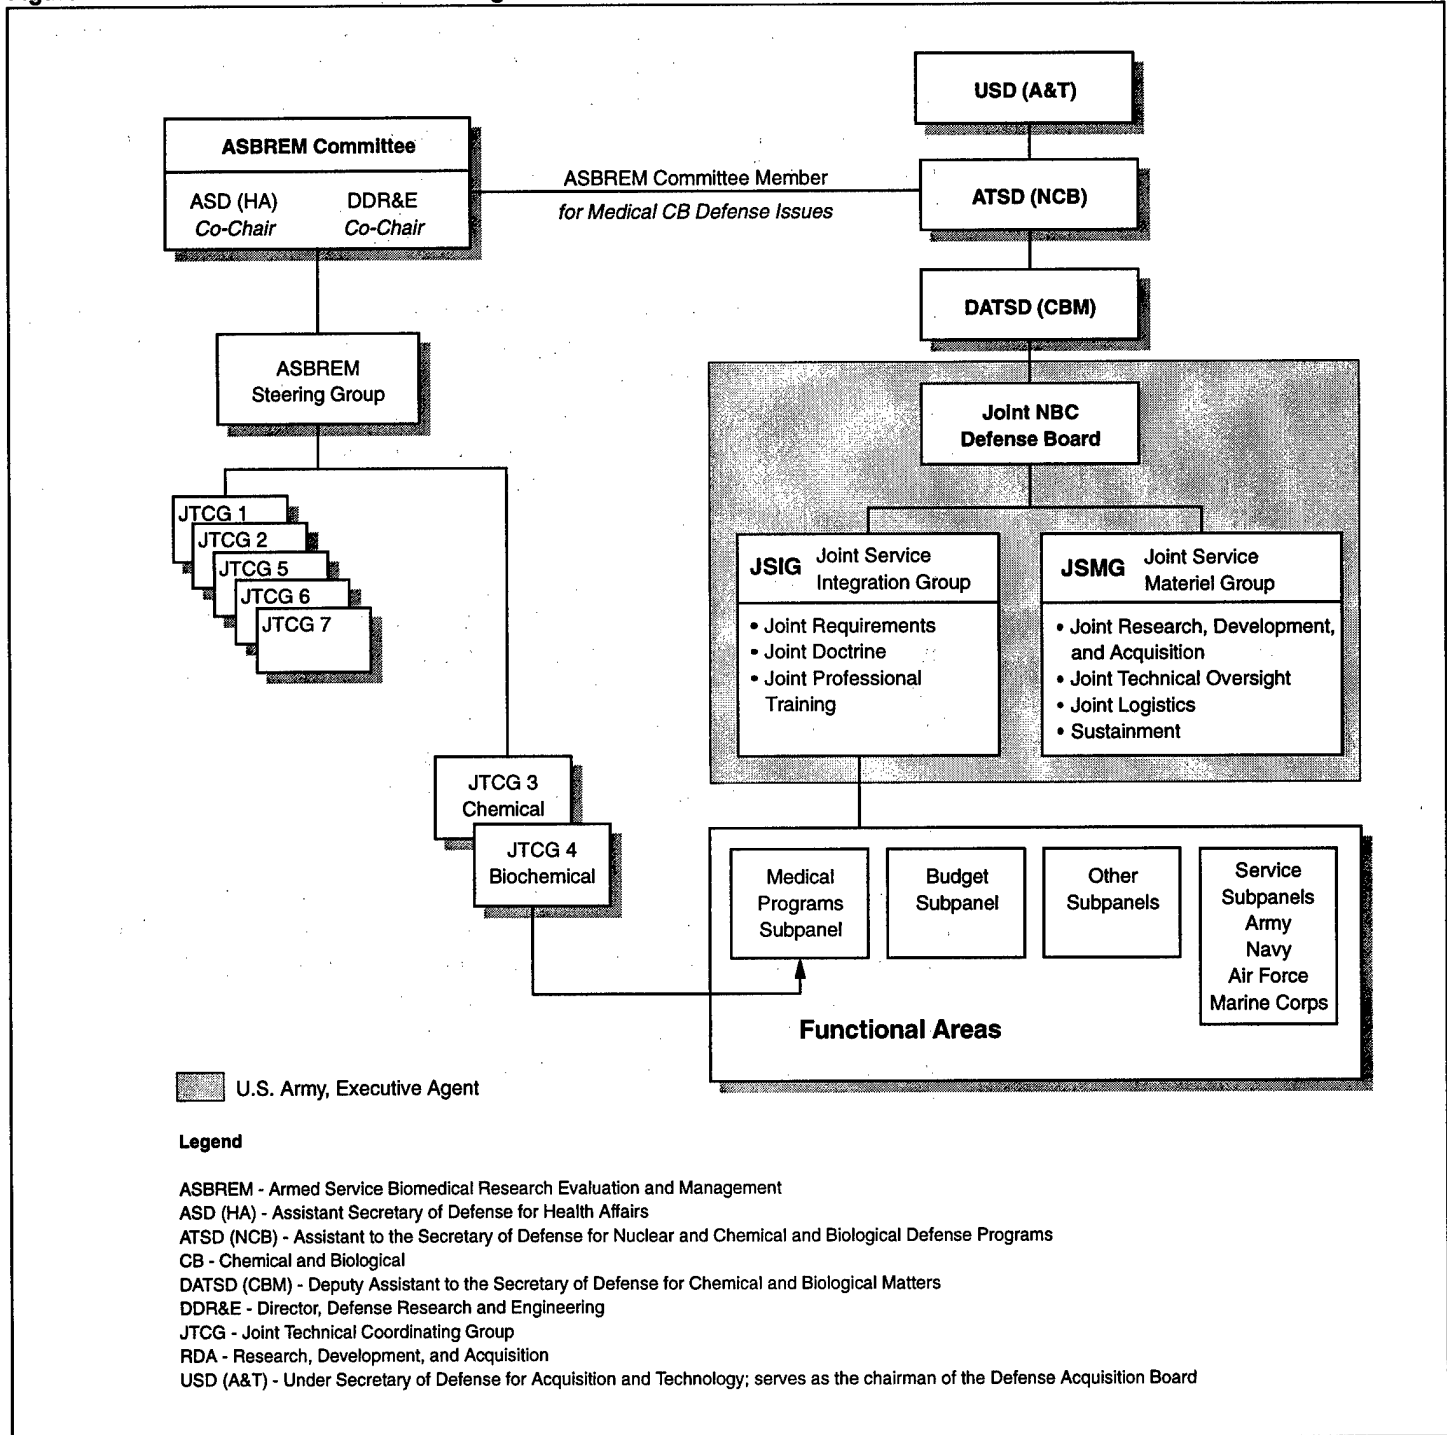 USD (A&T)
ASBREM Committee
ASD (HA)
Co-Chair
DDR&E
Co-Chair
ASBREM Committee Member
for Medical CB Defense Issues
ATSD (NCB)
DATSD (CBM)
ASBREM
Steering Group
Joint NBC
Defense Board
JTCG 1
JTCG 2
JTCG 5
JTCG 6
JTCG 7
JSIG Joint Service
Integration Group
• Joint Requirements
• Joint Doctrine
• Joint Professional
Training
JSMG Joint Service
Materiel Group
• Joint Research, Development,
and Acquisition
• Joint Technical Oversight
• Joint Logistics
• Sustainment
JTCG 3
Chemical
JTCG 4
Biochemical
Medical
Programs
Subpanel
Budget
Subpanel
Other
Subpanels
Service
Subpanels
Army
Navy
Air Force
Marine Corps
Functional Areas
U.S. Army, Executive Agent
Legend
ASBREM - Armed Service Biomedical Research Evaluation and Management
ASD (HA) - Assistant Secretary of Defense for Health Affairs
ATSD (NCB) - Assistant to the Secretary of Defense for Nuclear and Chemical and Biological Defense Programs
CB - Chemical and Biological
DATSD (CBM) - Deputy Assistant to the Secretary of Defense for Chemical and Biological Matters
DDR&E - Director, Defense Research and Engineering
JTCG - Joint Technical Coordinating Group
RDA - Research, Development, and Acquisition
USD (A&T) - Under Secretary of Defense for Acquisition and Technology; serves as the chairman of the Defense Acquisition Board